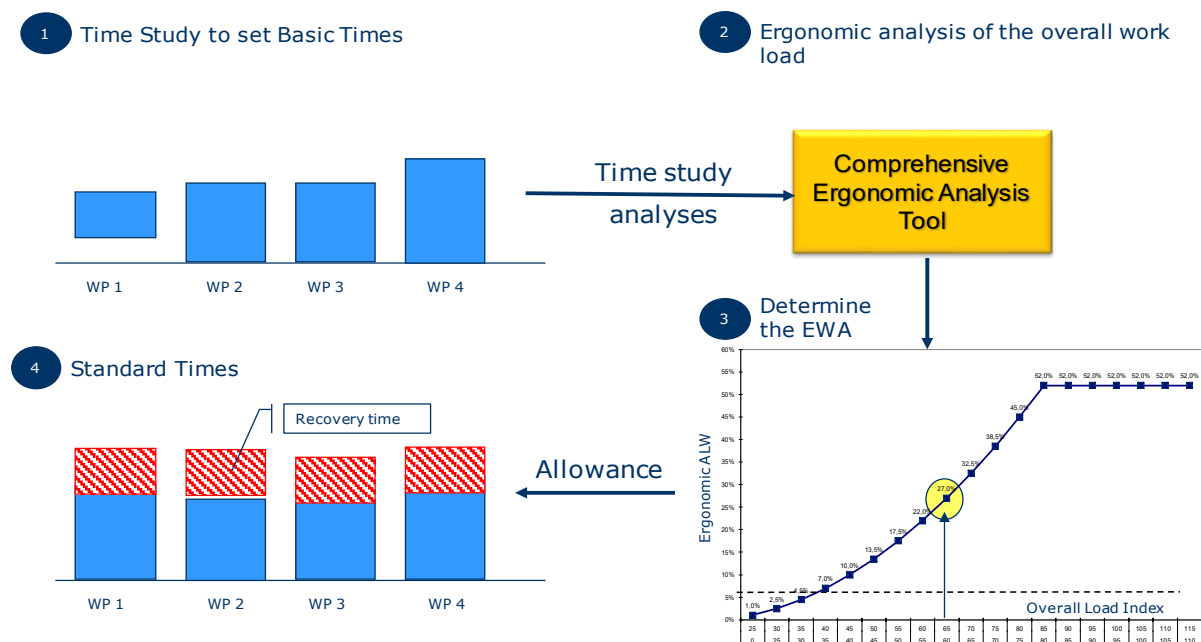 1 Time Study to set Basic Times
2 Ergonomic analysis of the overall work
load
Time study
analyses
Comprehensive
Ergonomic Analysis
Tool
WP 1 WP 2 WP 3 WP 4
3 Determine
the EWA
4 Standard Times
Recovery time
Allowance
WP 1 WP 2 WP 3 WP 4
Ergonomic ALW
60%
55%
50%
45%
40%
35%
30%
25%
20%
15%
10%
5%
0%
52,0% 52,0% 52,0% 52,0% 52,0% 52,0% 52,0%
45,0%
38,5%
32,5%
27,0%
22,0%
17,5%
13,5%
10,0%
7,0%
4,5%
2,5%
1,0%
Overall Load Index
25 30 35 40 45 50 55 60 65 70 75 80 85 90 95 100 105 110 115